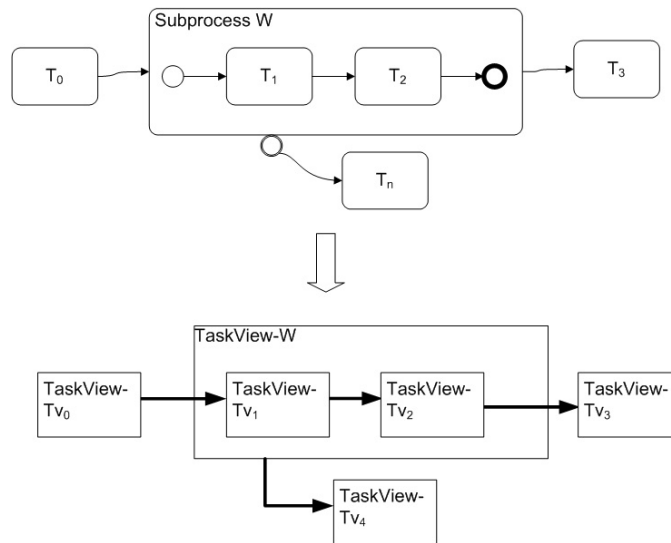 Subprocess W
T₀
T₁
T₂
T₃
Tₙ
TaskView-W
TaskView-
Tv₀
TaskView-
Tv₁
TaskView-
Tv₂
TaskView-
Tv₃
TaskView-
Tv₄